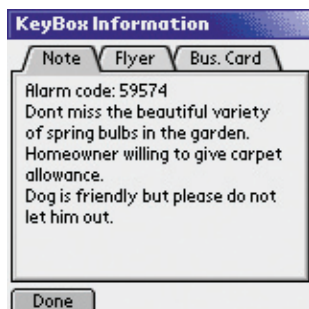 KeyBox Information
Note Flyer Bus. Card
Alarm code: 59574
Dont miss the beautiful variety
of spring bulbs in the garden.
Homeowner willing to give carpet
allowance.
Dog is friendly but please do not
let him out.
Done